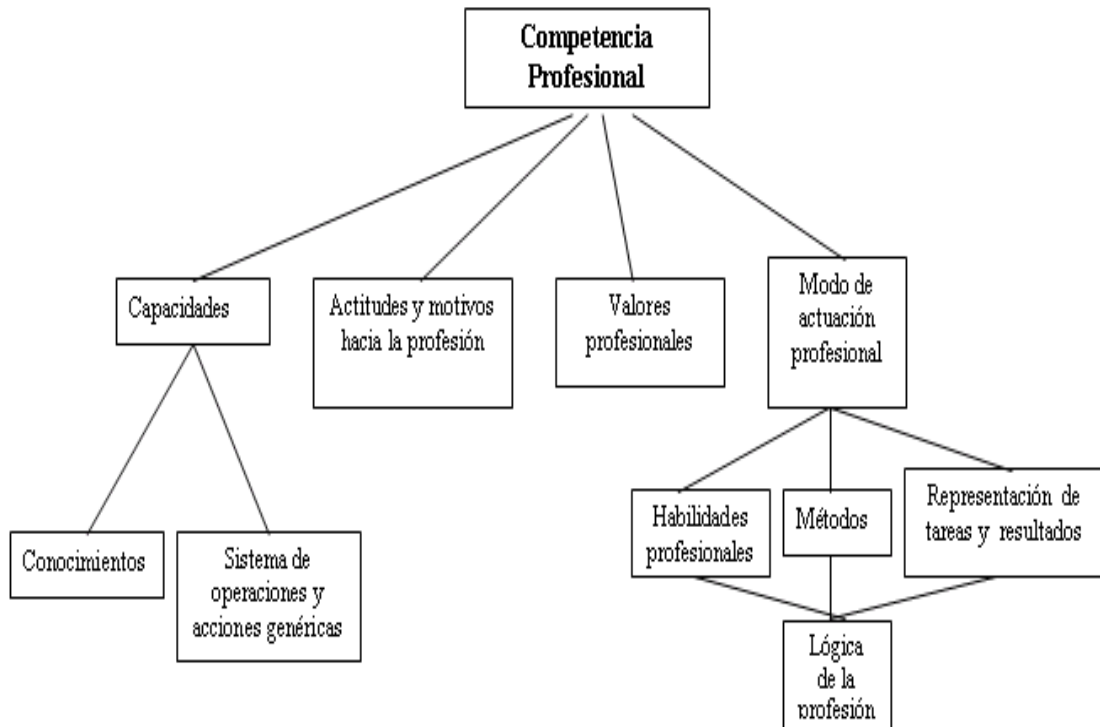 Competencia
Profesional
Capacidades
Actitudes y motivos
hacia la profesión
Valores
profesionales
Modo de
actuación
profesional
Conocimientos
Sistema de
operaciones y
acciones genéricas
Habilidades
profesionales
Métodos
Representación de
tareas y resultados
Lógica
de la
profesión